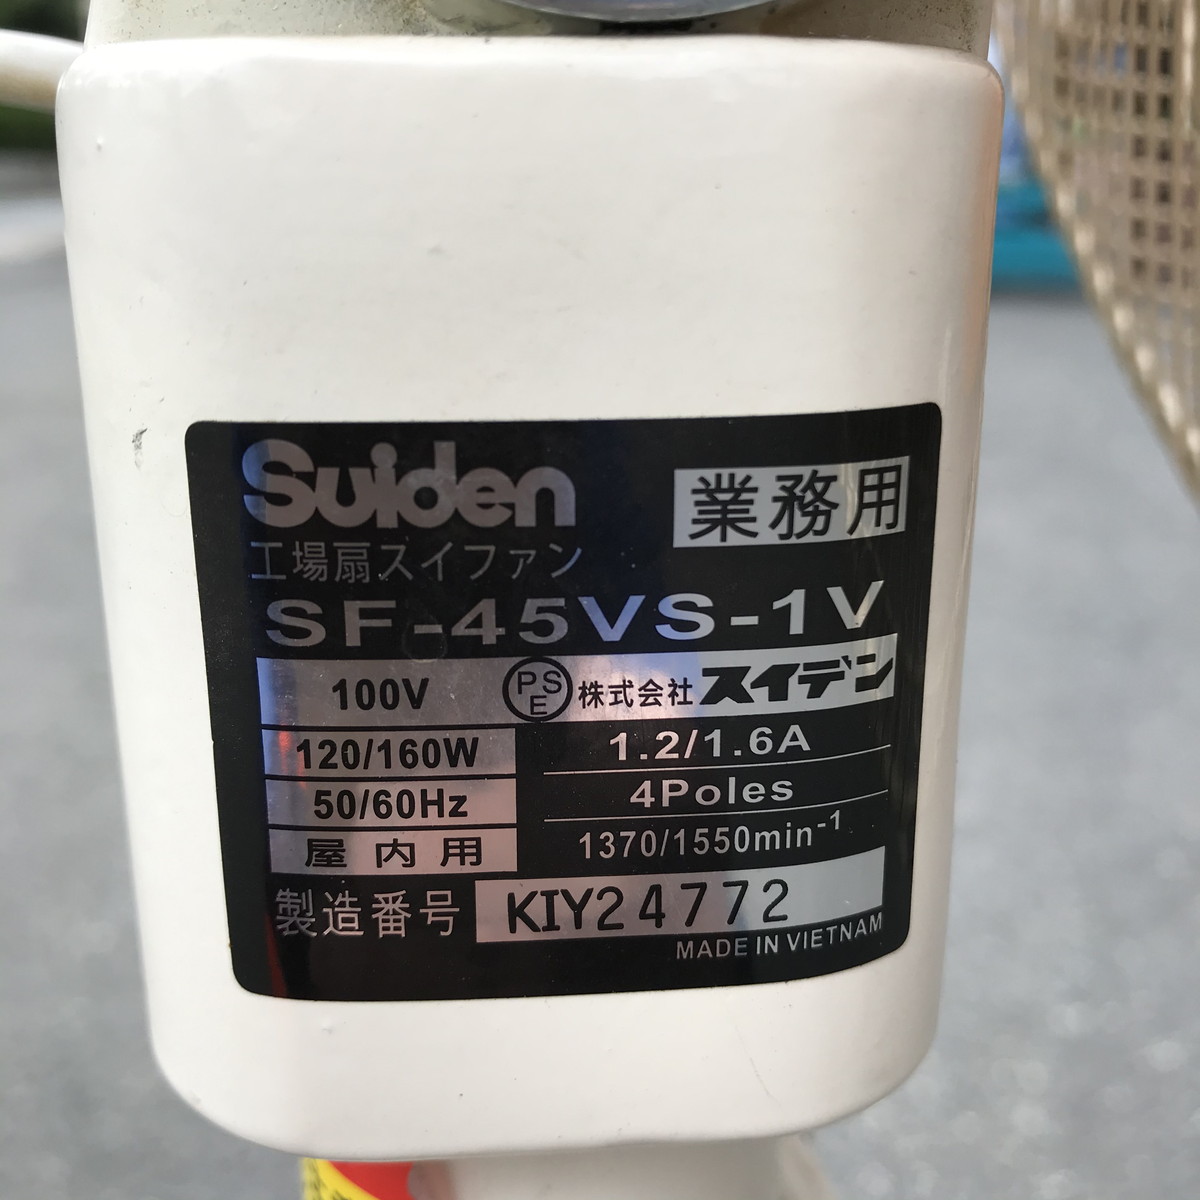 Suiden
業務用
工場扇スイファン
SF-45VS-1V
100V
PSE 株式会社スイデン
120/160W
1.2/1.6A
50/60Hz
4Poles
屋内用
1370/1550min⁻¹
製造番号 KIY24772
MADE IN VIETNAM